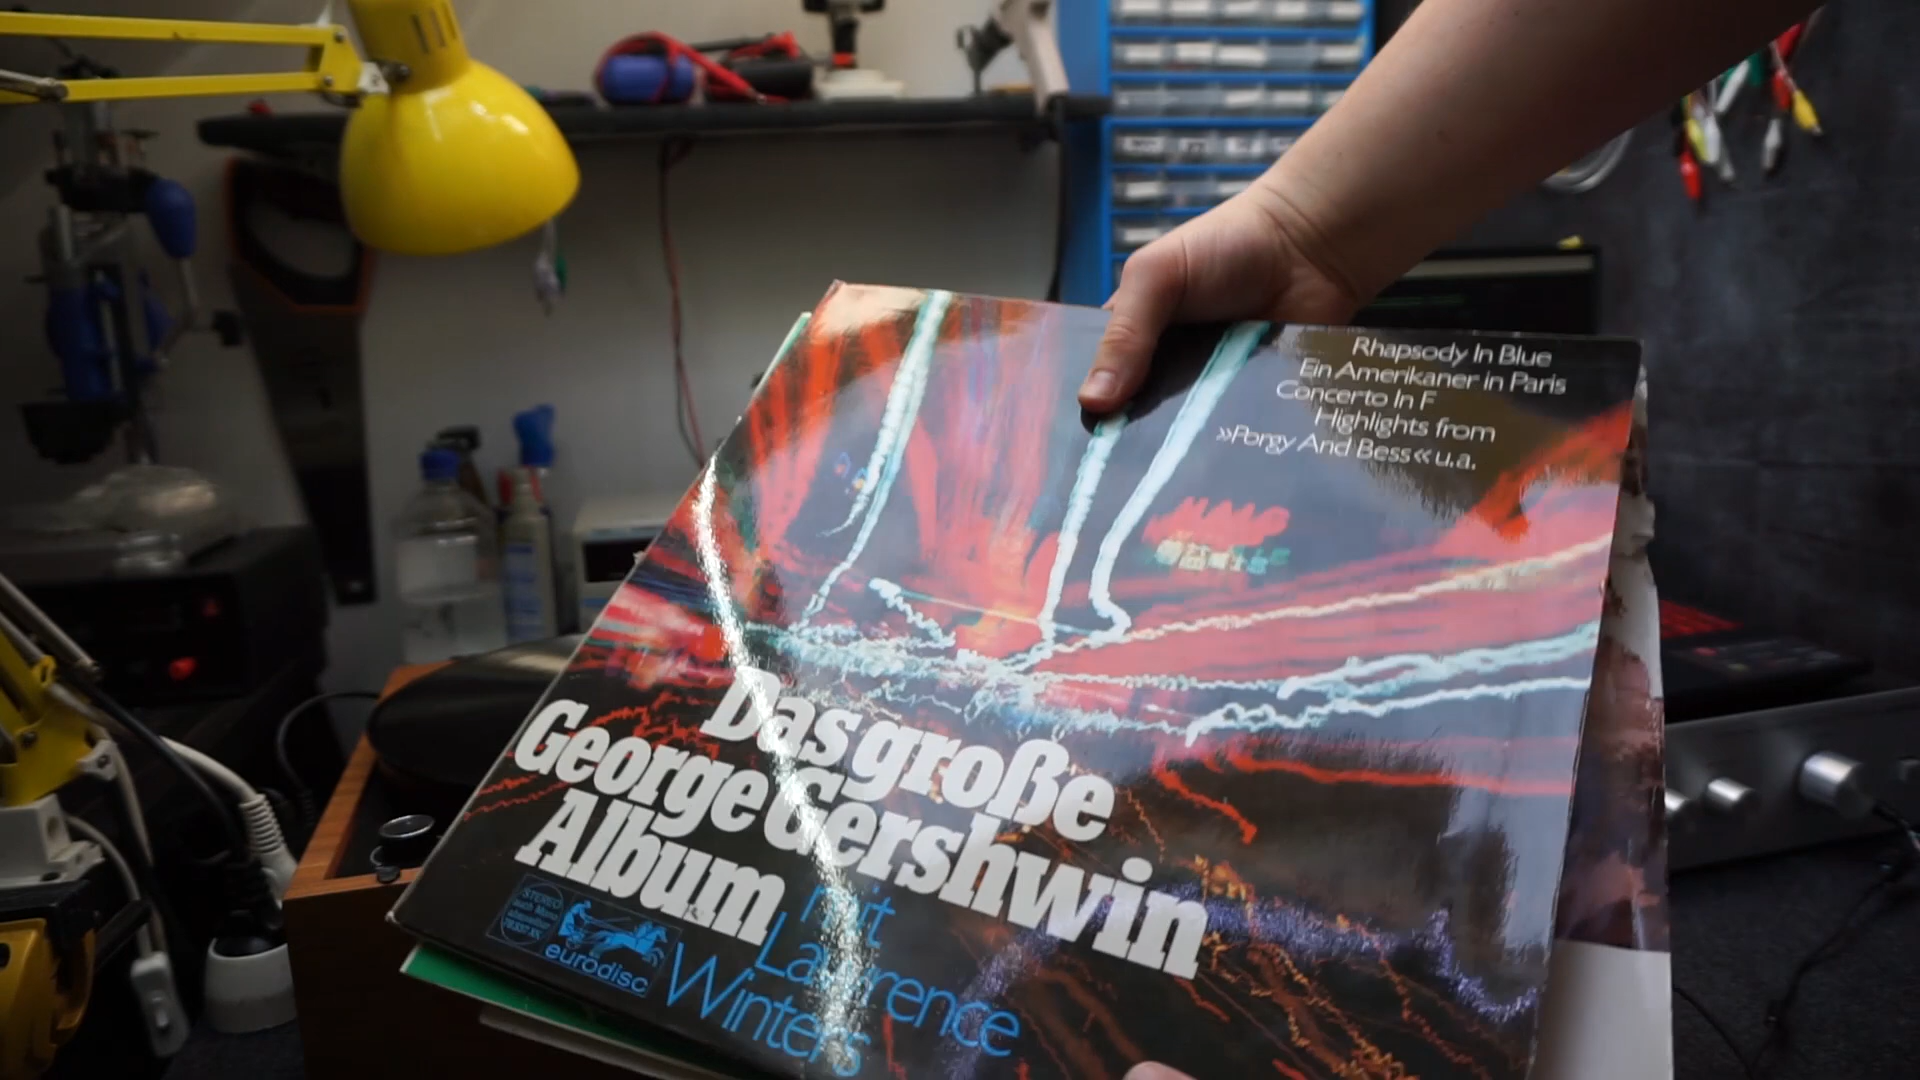 Rhapsody In Blue
Ein Amerikaner in Paris
Concerto In F
Highlights from
»Porgy And Bess« u.a.
Das große
George Gershwin
Album
mit
Lawrence
Winters
STEREO
eurodisc